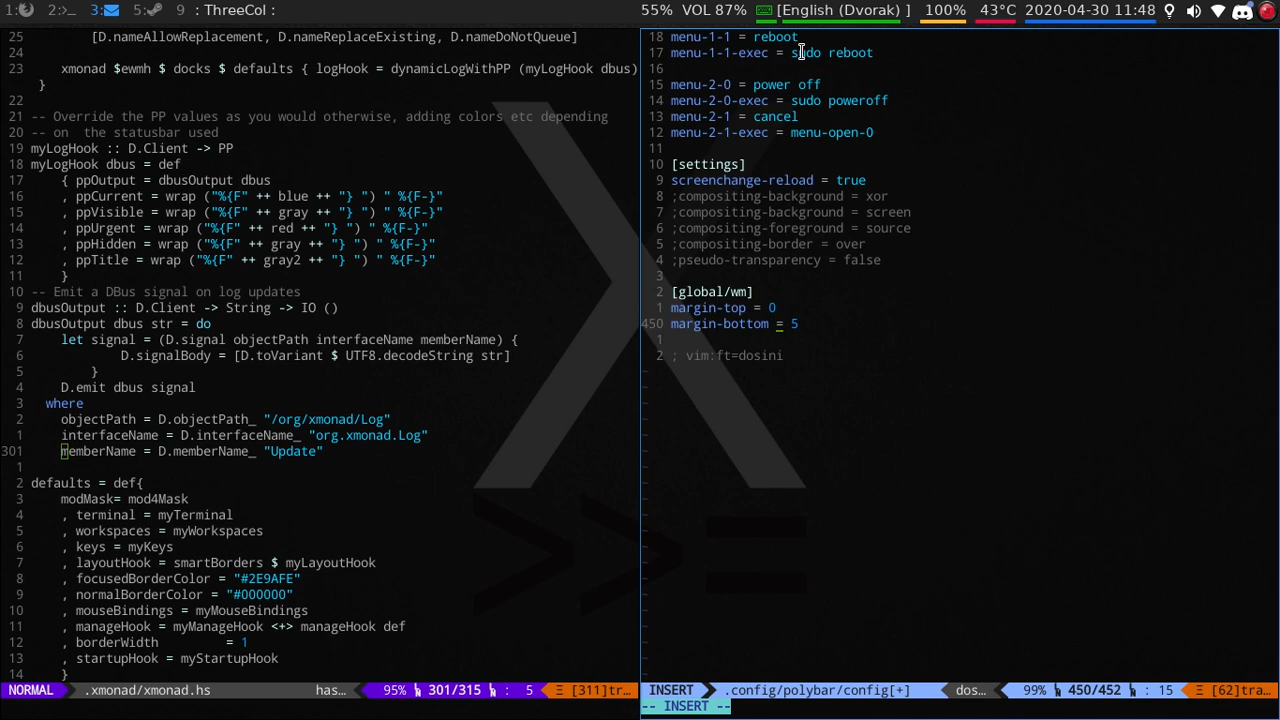 1: 2: 3: 5: 9 : ThreeCol : 55% VOL 87% [English (Dvorak) ] 100% 43°C 2020-04-30 11:48
25 [D.nameAllowReplacement, D.nameReplaceExisting, D.nameDoNotQueue]
24
23 xmonad $ewmh $ docks $ defaults { logHook = dynamicLogWithPP (myLogHook dbus)
}
22
21 -- Override the PP values as you would otherwise, adding colors etc depending
20 -- on  the statusbar used
19 myLogHook :: D.Client -> PP
18 myLogHook dbus = def
17 { ppOutput = dbusOutput dbus
16 , ppCurrent = wrap ("%{F" ++ blue ++ "} ") " %{F-}"
15 , ppVisible = wrap ("%{F" ++ gray ++ "} ") " %{F-}"
14 , ppUrgent = wrap ("%{F" ++ red ++ "} ") " %{F-}"
13 , ppHidden = wrap ("%{F" ++ gray ++ "} ") " %{F-}"
12 , ppTitle = wrap ("%{F" ++ gray2 ++ "} ") " %{F-}"
11 }
10 -- Emit a DBus signal on log updates
9 dbusOutput :: D.Client -> String -> IO ()
8 dbusOutput dbus str = do
7 let signal = (D.signal objectPath interfaceName memberName) {
6 D.signalBody = [D.toVariant $ UTF8.decodeString str]
5 }
4 D.emit dbus signal
3 where
2 objectPath = D.objectPath_ "/org/xmonad/Log"
1 interfaceName = D.interfaceName_ "org.xmonad.Log"
301 memberName = D.memberName_ "Update"
1
2 defaults = def{
3 modMask= mod4Mask
4 , terminal = myTerminal
5 , workspaces = myWorkspaces
6 , keys = myKeys
7 , layoutHook = smartBorders $ myLayoutHook
8 , focusedBorderColor = "#2E9AFE"
9 , normalBorderColor = "#000000"
10 , mouseBindings = myMouseBindings
11 , manageHook = myManageHook <+> manageHook def
12 , borderWidth = 1
13 , startupHook = myStartupHook
14 }
NORMAL .xmonad/xmonad.hs has… 95% 301/315 : 5 Ξ [311]tr…
18 menu-1-1 = reboot
17 menu-1-1-exec = sudo reboot
16
15 menu-2-0 = power off
14 menu-2-0-exec = sudo poweroff
13 menu-2-1 = cancel
12 menu-2-1-exec = menu-open-0
11
10 [settings]
9 screenchange-reload = true
8 ;compositing-background = xor
7 ;compositing-background = screen
6 ;compositing-foreground = source
5 ;compositing-border = over
4 ;pseudo-transparency = false
3
2 [global/wm]
1 margin-top = 0
450 margin-bottom = 5
1
2 ; vim:ft=dosini
INSERT .config/polybar/config[+] dos… 99% 450/452 : 15 Ξ [62]tra…
-- INSERT --